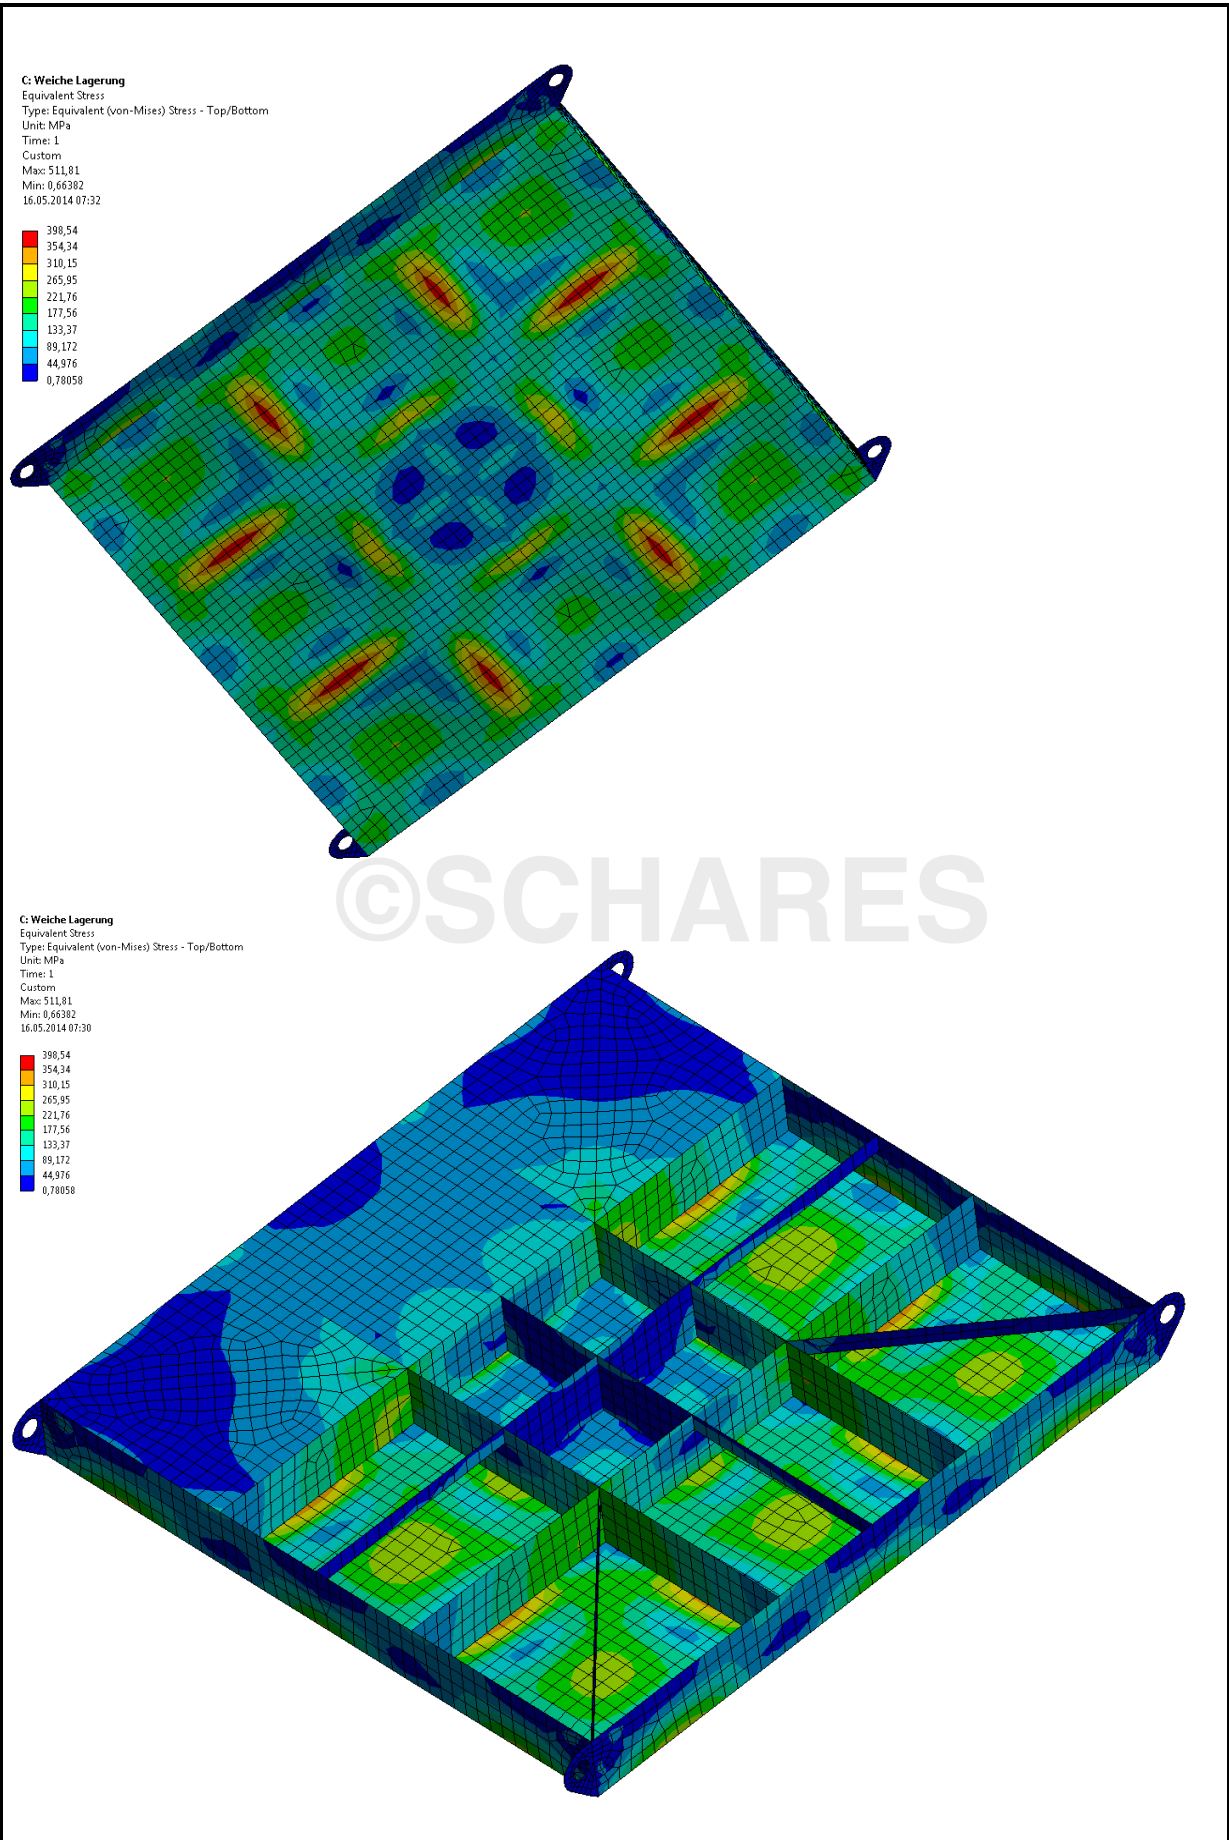 C: Weiche Lagerung
Equivalent Stress
Type: Equivalent (von-Mises) Stress - Top/Bottom
Unit: MPa
Time: 1
Custom
Max: 511,81
Min: 0,66382
16.05.2014 07:32
398,54
354,34
310,15
265,95
221,76
177,56
133,37
89,172
44,976
0,78058
©SCHARES
C: Weiche Lagerung
Equivalent Stress
Type: Equivalent (von-Mises) Stress - Top/Bottom
Unit: MPa
Time: 1
Custom
Max: 511,81
Min: 0,66382
16.05.2014 07:30
398,54
354,34
310,15
265,95
221,76
177,56
133,37
89,172
44,976
0,78058